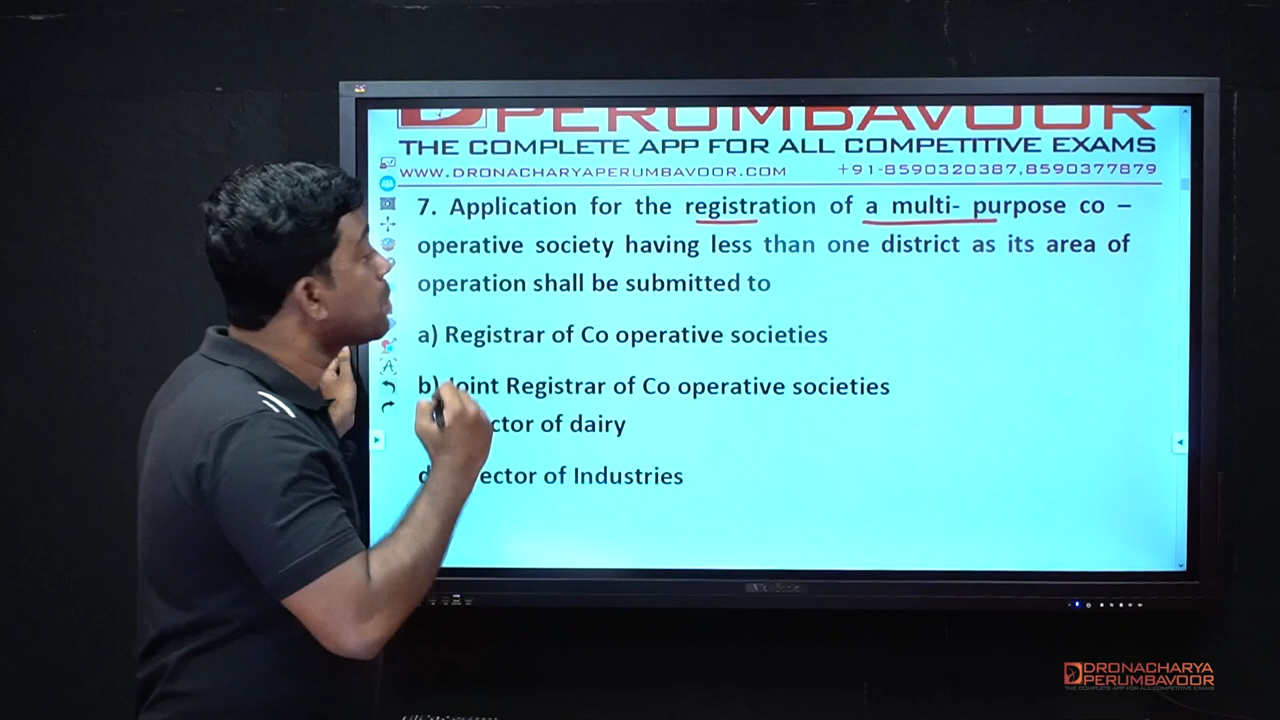 PERUMBAVOOR
THE COMPLETE APP FOR ALL COMPETITIVE EXAMS
WWW.DRONACHARYAPERUMBAVOOR.COM +91-8590320387,8590377879
7. Application for the registration of a multi- purpose co –
operative society having less than one district as its area of
operation shall be submitted to
a) Registrar of Co operative societies
b) Joint Registrar of Co operative societies
ctor of dairy
d ector of Industries
DRONACHARYA
PERUMBAVOOR
THE COMPLETE APP FOR ALL COMPETITIVE EXAMS